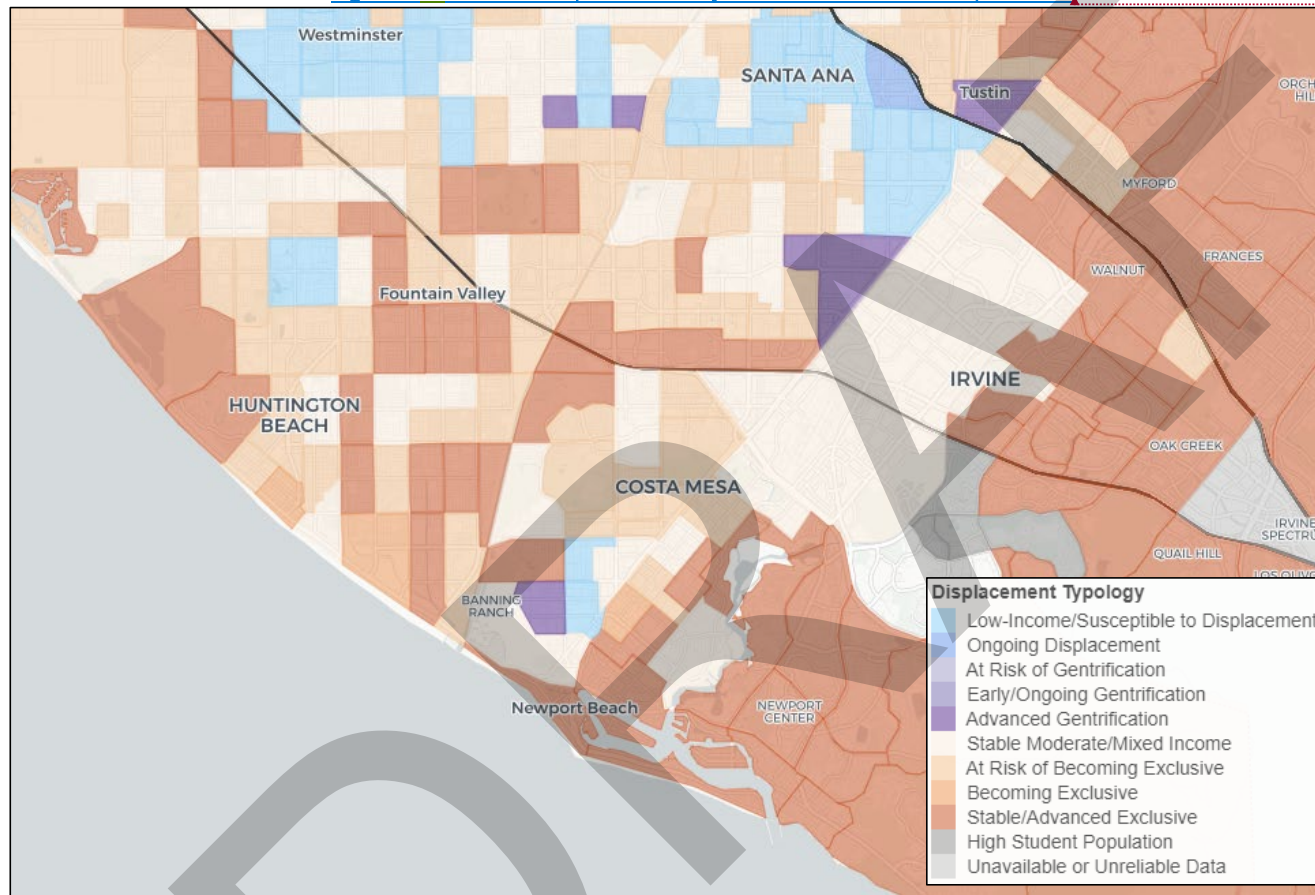 Westminster
SANTA ANA
Tustin
MYFORD
WALNUT
FRANCES
Fountain Valley
IRVINE
HUNTINGTON
BEACH
OAK CREEK
COSTA MESA
QUAIL HILL
BANNING
RANCH
Newport Beach
NEWPORT
CENTER
Displacement Typology
Low-Income/Susceptible to Displacement
Ongoing Displacement
At Risk of Gentrification
Early/Ongoing Gentrification
Advanced Gentrification
Stable Moderate/Mixed Income
At Risk of Becoming Exclusive
Becoming Exclusive
Stable/Advanced Exclusive
High Student Population
Unavailable or Unreliable Data
DRAFT